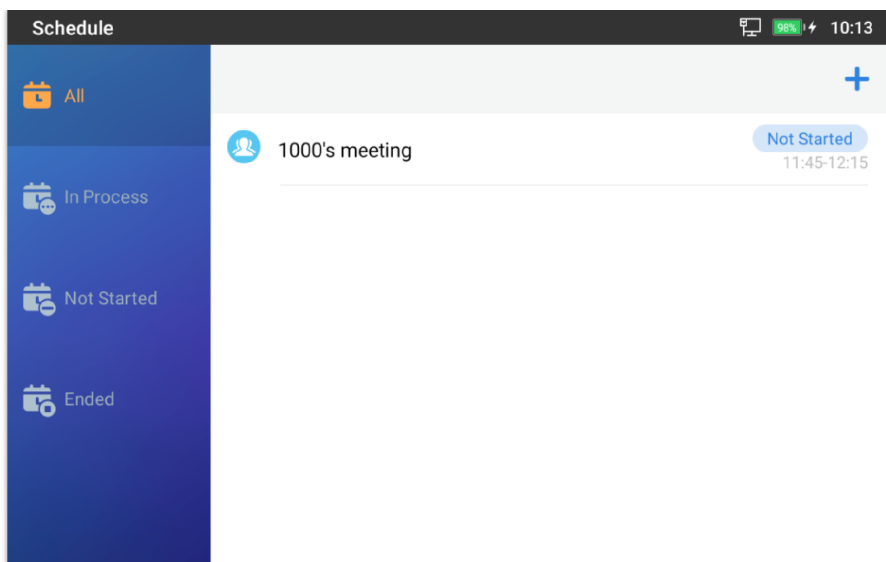 Schedule
98%
10:13
All
In Process
Not Started
Ended
1000's meeting
Not Started
11:45-12:15